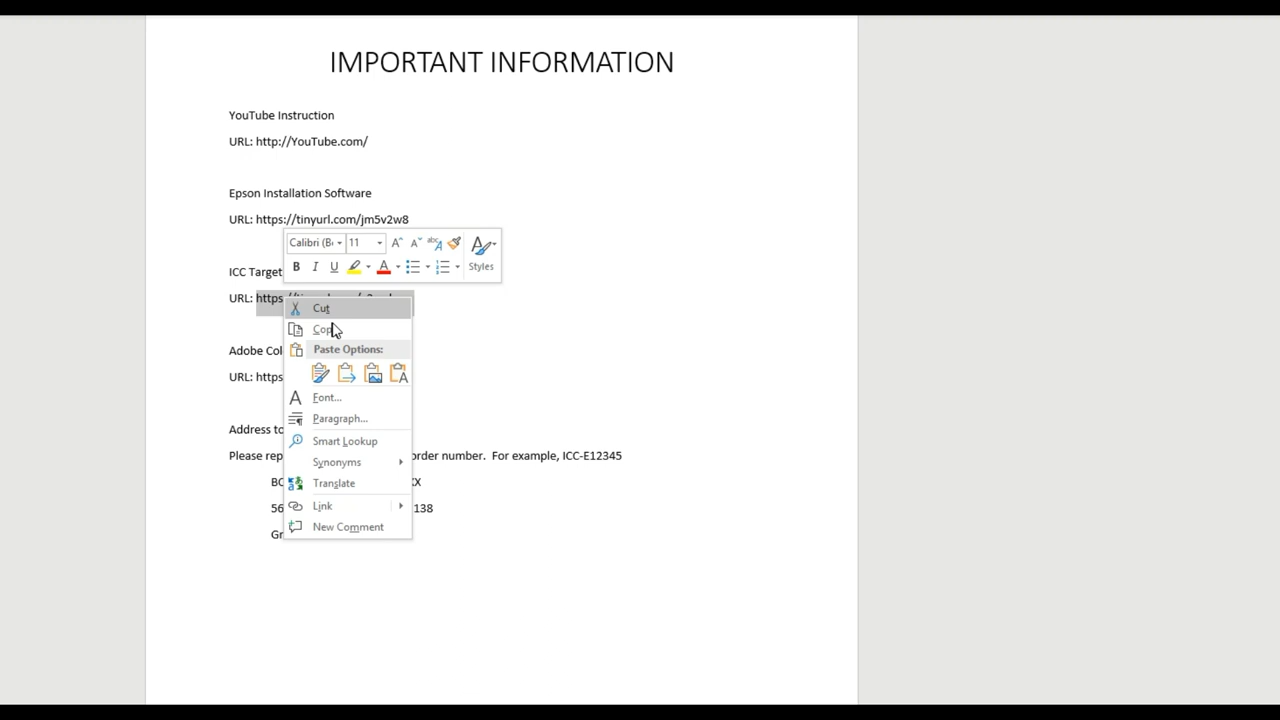 IMPORTANT INFORMATION
YouTube Instruction
URL: http://YouTube.com/
Epson Installation Software
URL: https://tinyurl.com/jm5v2w8
Calibri (B
11
Styles
B I U
ICC Target
URL: https:
Cut
Cop
Paste Options:
Adobe Col
URL: https
Font...
Paragraph...
Address to
Smart Lookup
Please rep order number. For example, ICC-E12345
Synonyms
Translate
Link
New Comment